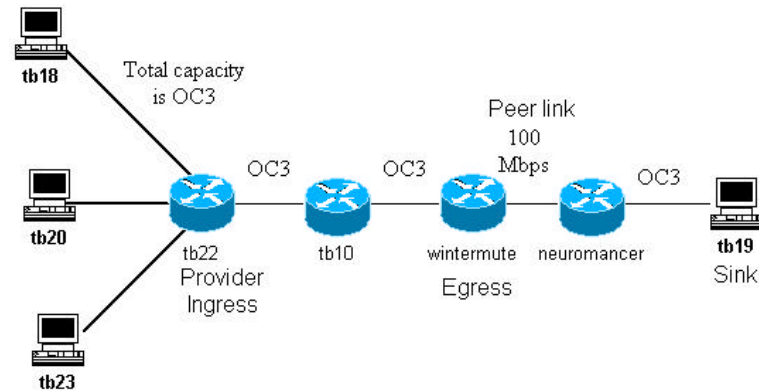 tb18
Total capacity
is OC3
Peer link
100
Mbps
OC3
OC3
OC3
tb20
tb22
tb10
wintermute
neuromancer
tb19
Provider
Ingress
Egress
Sink
tb23